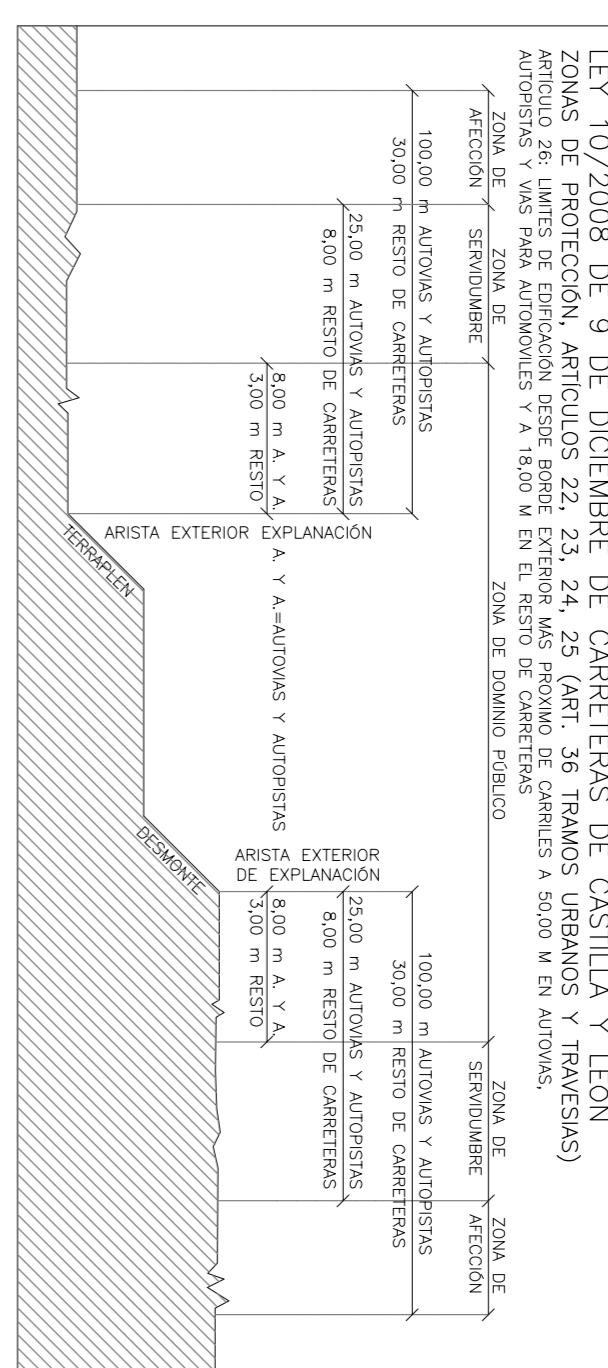 LEY 10/2008 DE 9 DE DICIEMBRE DE CARRETERAS DE CASTILLA Y LEON
ZONAS DE PROTECCIÓN, ARTÍCULOS 22, 23, 24, 25 (ART. 36 TRAMOS URBANOS Y TRAVESIAS)
ARTÍCULO 26: LIMITES DE EDIFICACIÓN DESDE BORDE EXTERIOR MÁS PROXIMO DE CARRILES A 50,00 M EN AUTOVIAS,
AUTOPISTAS Y VIAS PARA AUTOMOVILES Y A 18,00 M EN EL RESTO DE CARRETERAS
ZONA DE
AFECCIÓN
ZONA DE
SERVIDUMBRE
ZONA DE DOMINIO PÚBLICO
ZONA DE
SERVIDUMBRE
ZONA DE
AFECCIÓN
100,00 m AUTOVIAS Y AUTOPISTAS
30,00 m RESTO DE CARRETERAS
100,00 m AUTOVIAS Y AUTOPISTAS
30,00 m RESTO DE CARRETERAS
25,00 m AUTOVIAS Y AUTOPISTAS
8,00 m RESTO DE CARRETERAS
25,00 m AUTOVIAS Y AUTOPISTAS
8,00 m RESTO DE CARRETERAS
8,00 m A. Y A.
3,00 m RESTO
A. Y A.=AUTOVIAS Y AUTOPISTAS
8,00 m A. Y A.
3,00 m RESTO
ARISTA EXTERIOR EXPLANACIÓN
ARISTA EXTERIOR
DE EXPLANACIÓN
TERRAPLEN
DESMONTE